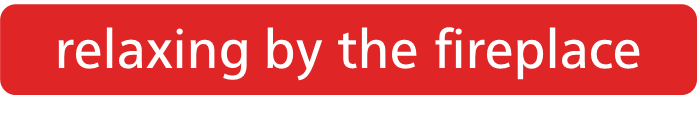 relaxing by the fireplace